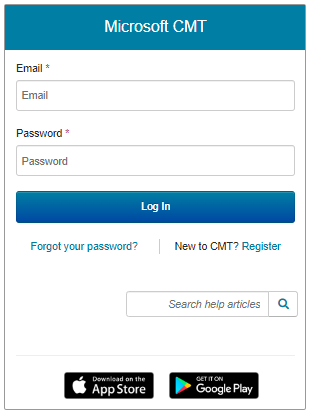 Microsoft CMT
Email *
Email
Password *
Password
Log In
Forgot your password?
New to CMT? Register
Search help articles
Download on the
App Store
GET IT ON
Google Play